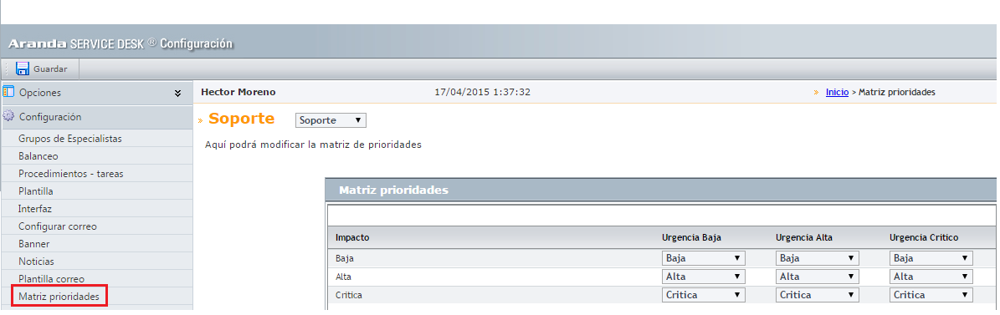 Aranda SERVICE DESK ® Configuración
Guardar
Opciones
Hector Moreno 17/04/2015 1:37:32 » Inicio > Matriz prioridades
Configuración
» Soporte Soporte
Grupos de Especialistas
Aquí podrá modificar la matriz de prioridades
Balanceo
Procedimientos - tareas
Plantilla
Interfaz
Configurar correo
Banner
Noticias
Plantilla correo
Matriz prioridades
Matriz prioridades
Impacto Urgencia Baja Urgencia Alta Urgencia Critico
Baja Baja Baja Baja
Alta Alta Alta Alta
Critica Critica Critica Critica